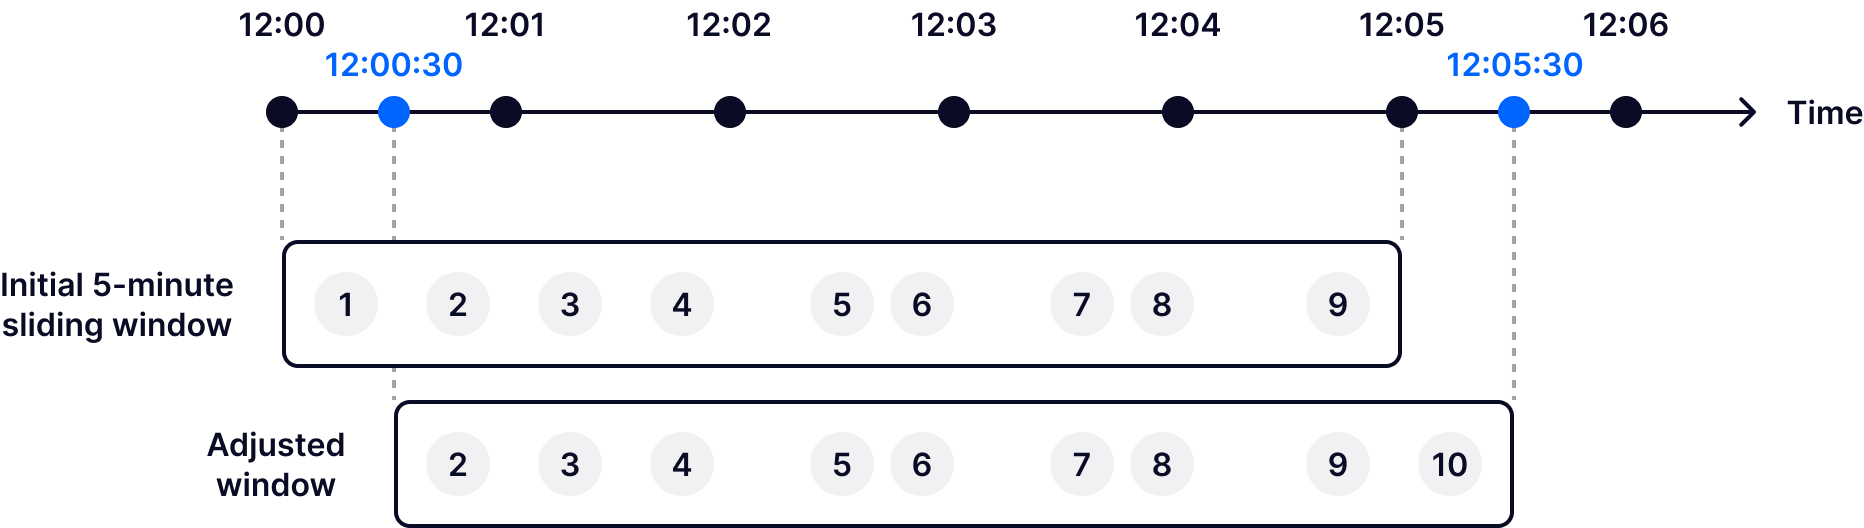 12:00 12:01 12:02 12:03 12:04 12:05 12:06
12:00:30 12:05:30
Time
Initial 5-minute
sliding window
1 2 3 4 5 6 7 8 9
Adjusted
window
2 3 4 5 6 7 8 9 10